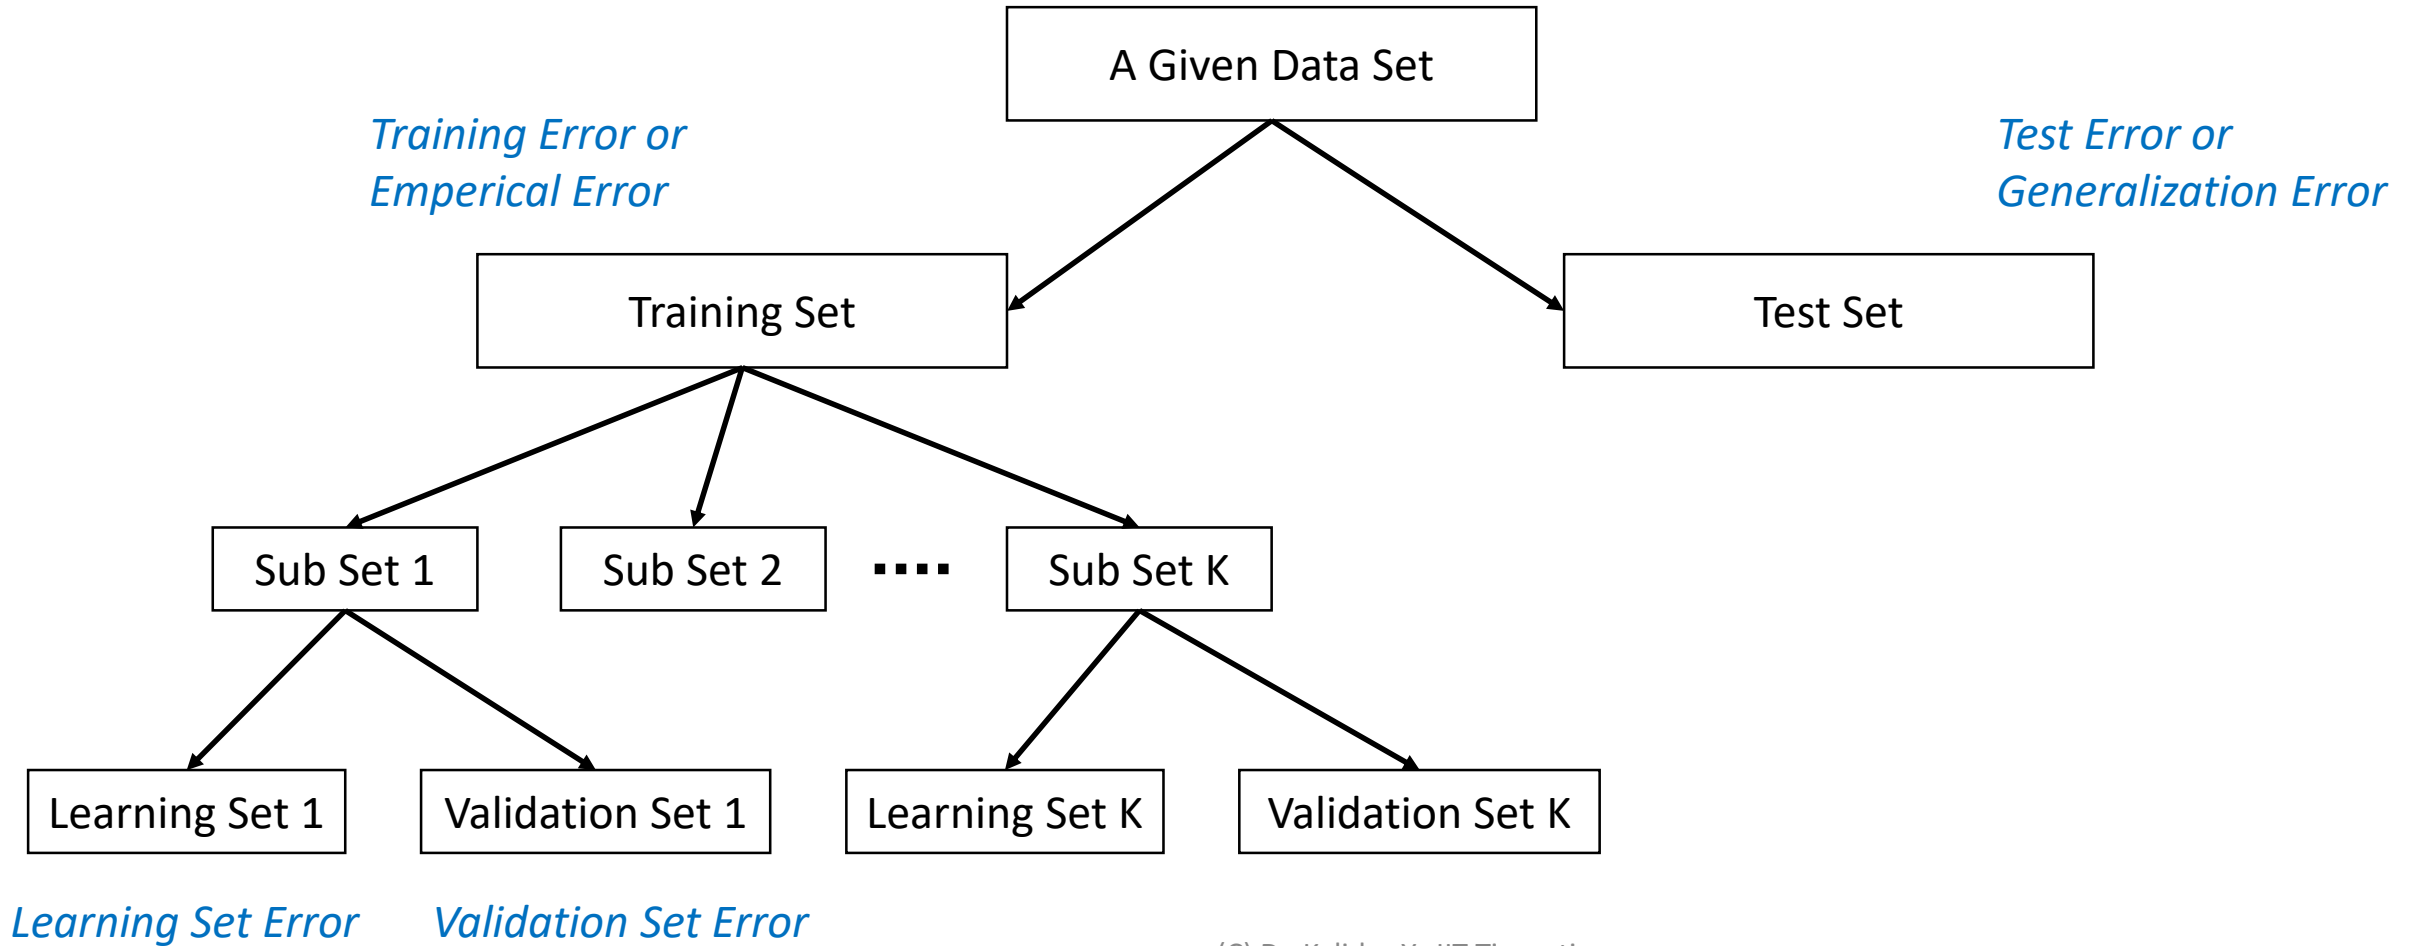 A Given Data Set
Training Error or
Emperical Error
Test Error or
Generalization Error
Training Set
Test Set
Sub Set 1
Sub Set 2
....
Sub Set K
Learning Set 1
Validation Set 1
Learning Set K
Validation Set K
Learning Set Error
Validation Set Error